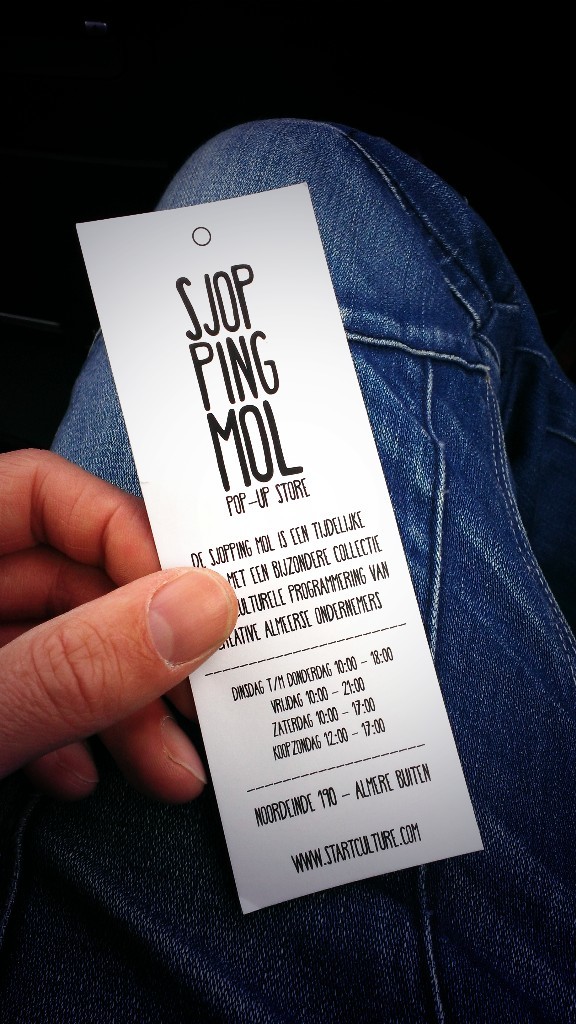 SJOP
PING
MOL
POP-UP STORE
DE SJOPPING MOL IS EEN TIJDELIJKE
MET EEN BIJZONDERE COLLECTIE
CULTURELE PROGRAMMERING VAN
CREATIVE ALMEERSE ONDERNEMERS
DINSDAG T/M DONDERDAG 10:00 - 18:00
VRIJDAG 10:00 - 21:00
ZATERDAG 10:00 - 17:00
KOOPZONDAG 12:00 - 17:00
NOORDEINDE 190 - ALMERE BUITEN
WWW.STARTCULTURE.COM